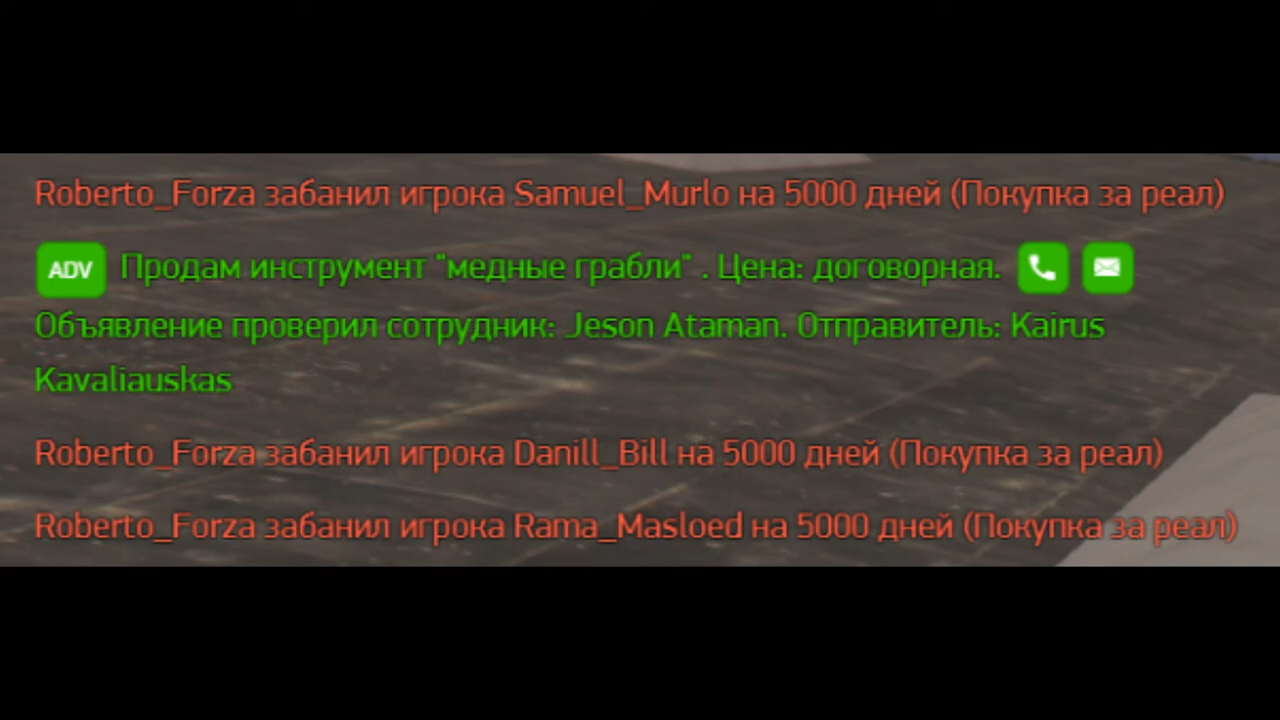 Roberto_Forza забанил игрока Samuel_Murlo на 5000 дней (Покупка за реал)
ADV Продам инструмент "медные грабли" . Цена: договорная.
Объявление проверил сотрудник: Jeson Ataman. Отправитель: Kairus
Kavaliauskas
Roberto_Forza забанил игрока Danill_Bill на 5000 дней (Покупка за реал)
Roberto_Forza забанил игрока Rama_Masloed на 5000 дней (Покупка за реал)